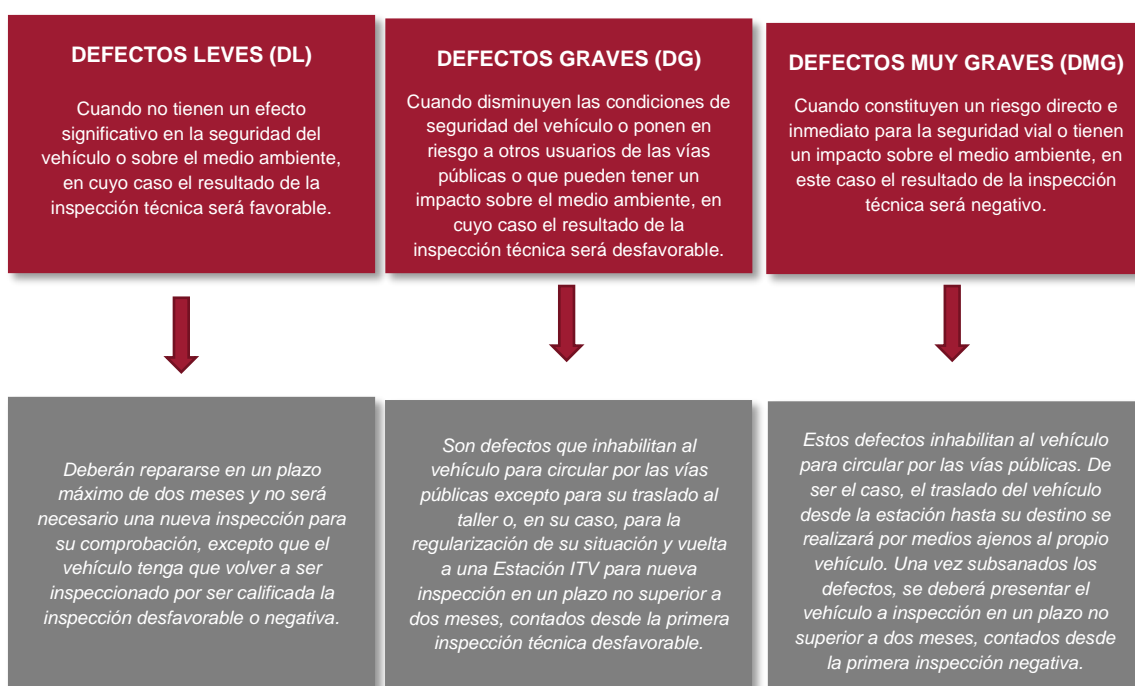 DEFECTOS LEVES (DL)
Cuando no tienen un efecto
significativo en la seguridad del
vehículo o sobre el medio ambiente,
en cuyo caso el resultado de la
inspección técnica será favorable.
DEFECTOS GRAVES (DG)
Cuando disminuyen las condiciones de
seguridad del vehículo o ponen en
riesgo a otros usuarios de las vías
públicas o que pueden tener un
impacto sobre el medio ambiente, en
cuyo caso el resultado de la
inspección técnica será desfavorable.
DEFECTOS MUY GRAVES (DMG)
Cuando constituyen un riesgo directo e
inmediato para la seguridad vial o tienen
un impacto sobre el medio ambiente, en
este caso el resultado de la inspección
técnica será negativo.
Deberán repararse en un plazo
máximo de dos meses y no será
necesario una nueva inspección para
su comprobación, excepto que el
vehículo tenga que volver a ser
inspeccionado por ser calificada la
inspección desfavorable o negativa.
Son defectos que inhabilitan al
vehículo para circular por las vías
públicas excepto para su traslado al
taller o, en su caso, para la
regularización de su situación y vuelta
a una Estación ITV para nueva
inspección en un plazo no superior a
dos meses, contados desde la primera
inspección técnica desfavorable.
Estos defectos inhabilitan al vehículo
para circular por las vías públicas. De
ser el caso, el traslado del vehículo
desde la estación hasta su destino se
realizará por medios ajenos al propio
vehículo. Una vez subsanados los
defectos, se deberá presentar el
vehículo a inspección en un plazo no
superior a dos meses, contados desde
la primera inspección negativa.